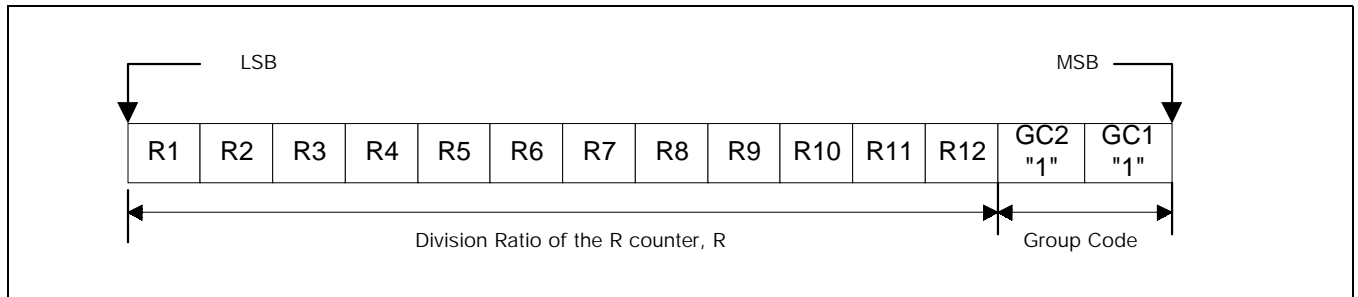 LSB MSB
R1 R2 R3 R4 R5 R6 R7 R8 R9 R10 R11 R12 GC2 "1" GC1 "1"
Division Ratio of the R counter, R Group Code